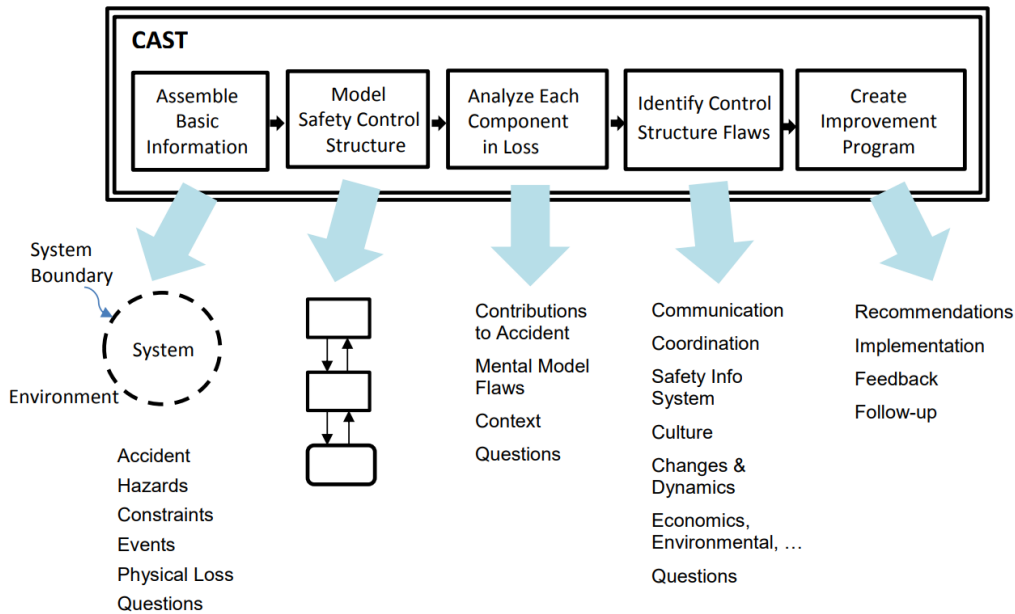 CAST
Assemble
Basic
Information
Model
Safety Control
Structure
Analyze Each
Component
in Loss
Identify Control
Structure Flaws
Create
Improvement
Program
System
Boundary
System
Environment
Accident
Hazards
Constraints
Events
Physical Loss
Questions
Contributions
to Accident
Mental Model
Flaws
Context
Questions
Communication
Coordination
Safety Info
System
Culture
Changes &
Dynamics
Economics,
Environmental, …
Questions
Recommendations
Implementation
Feedback
Follow-up